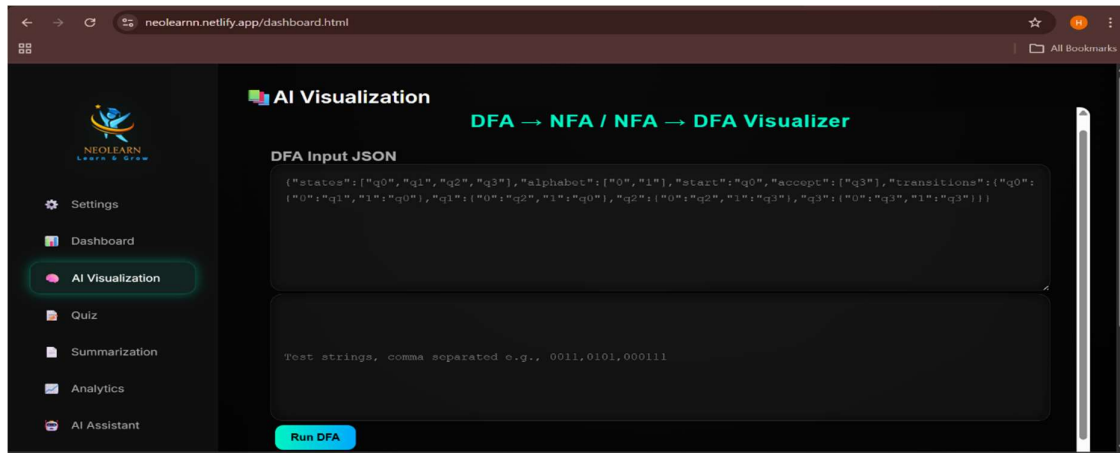 neolearnn.netlify.app/dashboard.html
H
All Bookmarks
NEOLEARN
Learn & Grow
Settings
Dashboard
AI Visualization
Quiz
Summarization
Analytics
AI Assistant
AI Visualization
DFA → NFA / NFA → DFA Visualizer
DFA Input JSON
{"states":["q0","q1","q2","q3"],"alphabet":["0","1"],"start":"q0","accept":["q3"],"transitions":{"q0":
{"0":"q1","1":"q0"},"q1":{"0":"q2","1":"q0"},"q2":{"0":"q2","1":"q3"},"q3":{"0":"q3","1":"q3"}}}
Test strings, comma separated e.g., 0011,0101,000111
Run DFA